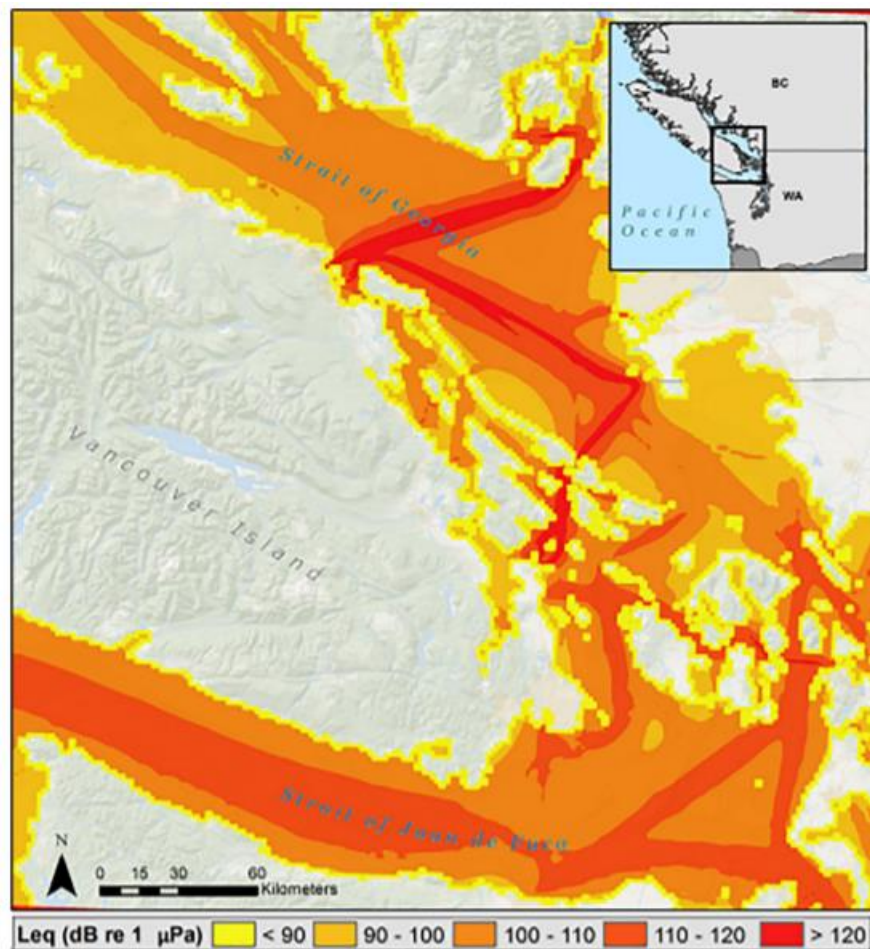 BC
WA
Pacific
Ocean
Strait of Georgia
Vancouver Island
Strait of Juan de Fuca
N
0 15 30 60
Kilometers
Leq (dB re 1 µPa) < 90 90 - 100 100 - 110 110 - 120 > 120